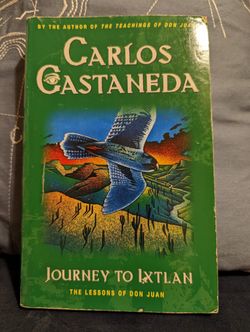 BY THE AUTHOR OF THE TEACHINGS OF DON JUAN
CARLOS
CASTANEDA
JOURNEY TO IXTLAN
THE LESSONS OF DON JUAN